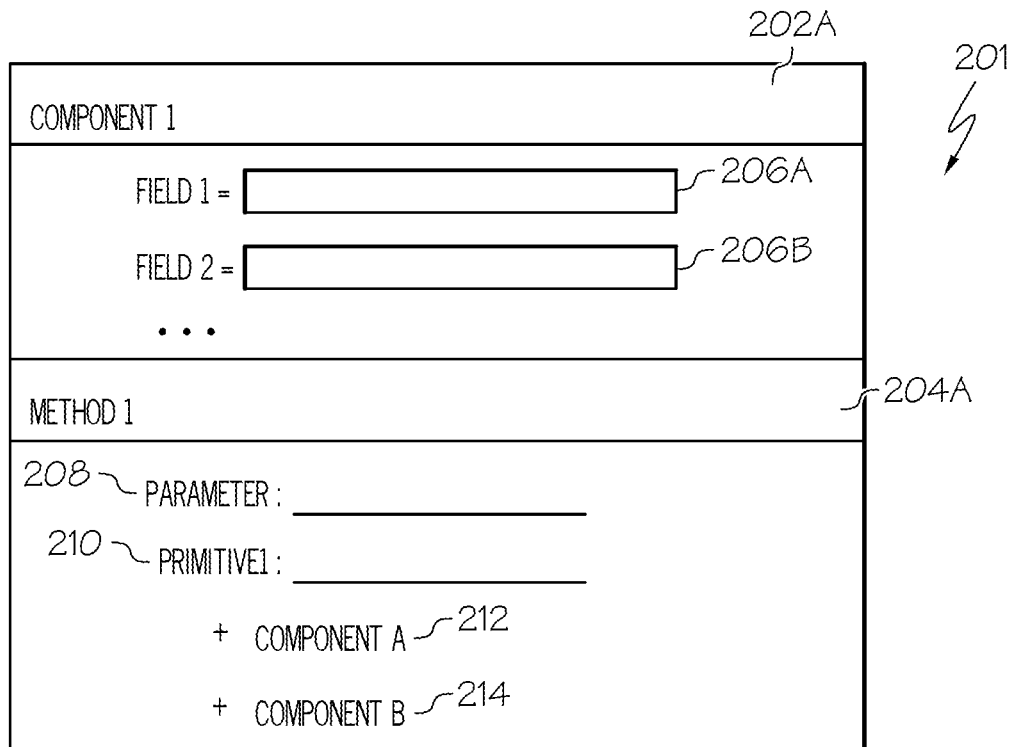 202A
201
COMPONENT 1
FIELD 1 = 206A
FIELD 2 = 206B
...
METHOD 1 204A
208 PARAMETER :
210 PRIMITIVE1 :
+ COMPONENT A 212
+ COMPONENT B 214